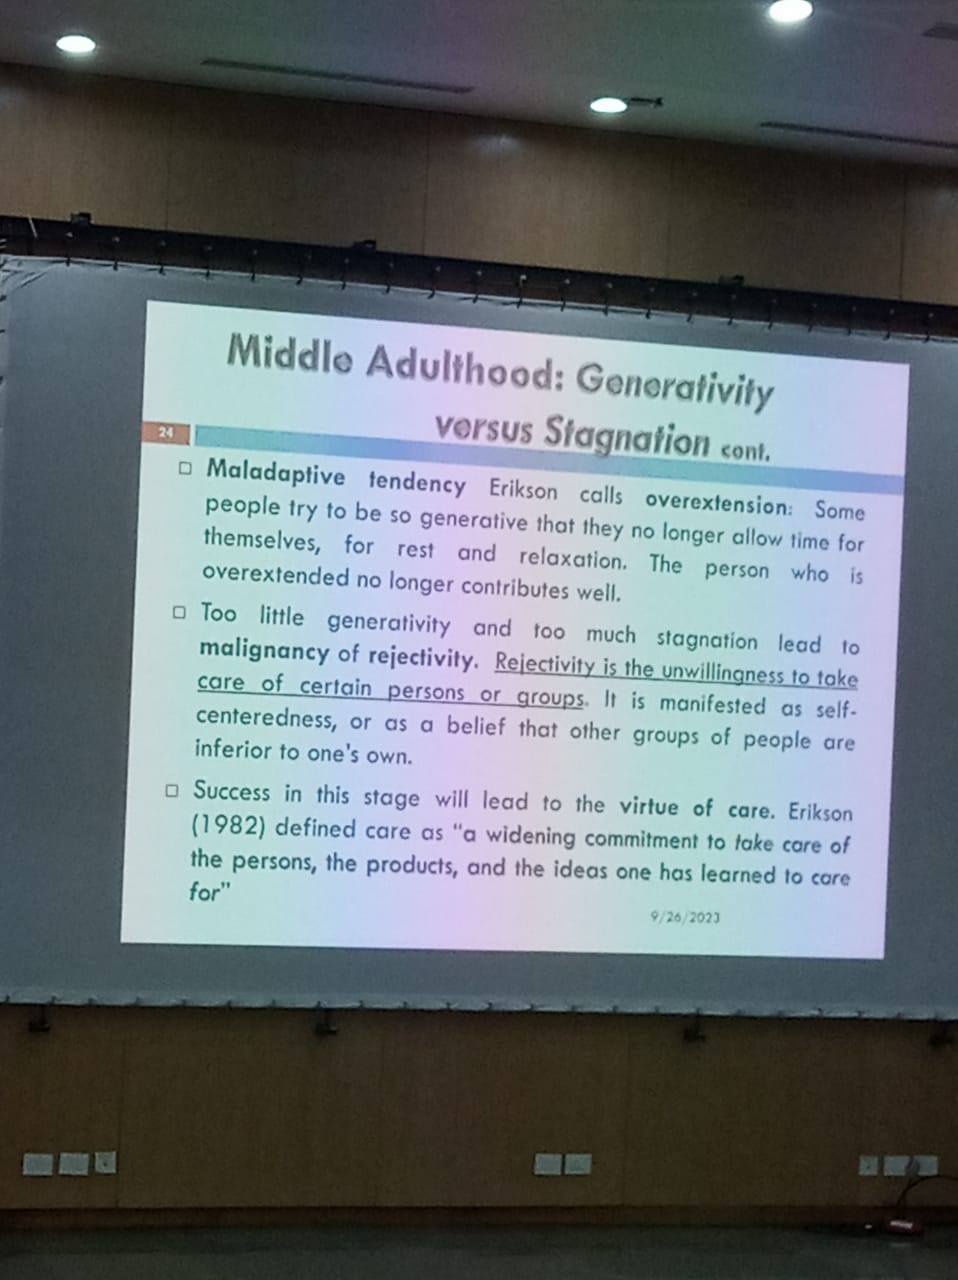 Middle Adulthood: Generativity
versus Stagnation cont.
24
Maladaptive tendency Erikson calls overextension: Some
people try to be so generative that they no longer allow time for
themselves, for rest and relaxation. The person who is
overextended no longer contributes well.
Too little generativity and too much stagnation lead to
malignancy of rejectivity. Rejectivity is the unwillingness to take
care of certain persons or groups. It is manifested as self-
centeredness, or as a belief that other groups of people are
inferior to one's own.
Success in this stage will lead to the virtue of care. Erikson
(1982) defined care as "a widening commitment to take care of
the persons, the products, and the ideas one has learned to care
for"
9/26/2023